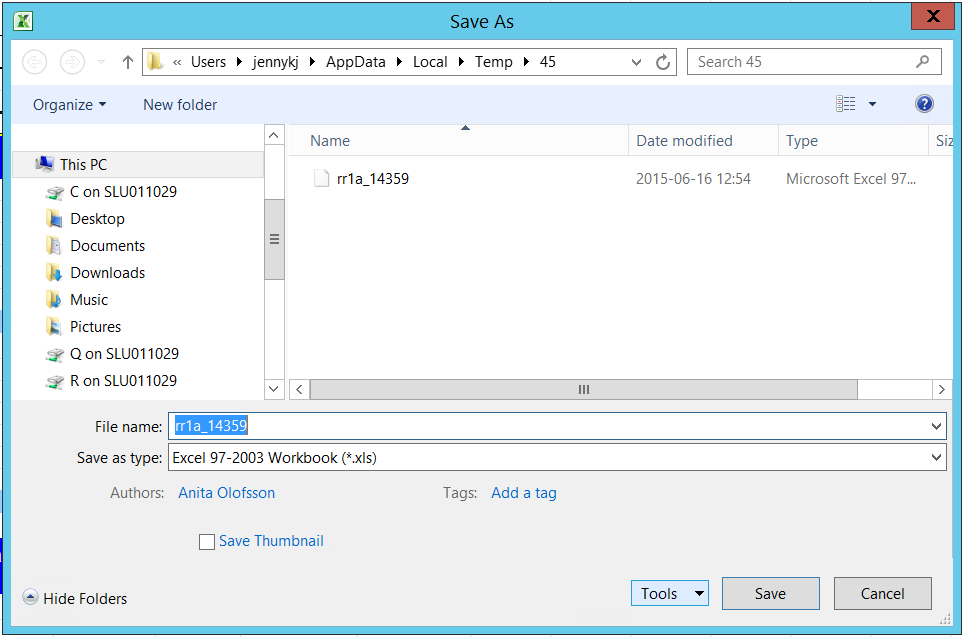 Save As
« Users jennykj AppData Local Temp 45
Search 45
Organize New folder
Name Date modified Type Siz
This PC
C on SLU011029
Desktop
Documents
Downloads
Music
Pictures
Q on SLU011029
R on SLU011029
rr1a_14359 2015-06-16 12:54 Microsoft Excel 97...
File name: rr1a_14359
Save as type: Excel 97-2003 Workbook (*.xls)
Authors: Anita Olofsson Tags: Add a tag
Save Thumbnail
Hide Folders Tools Save Cancel